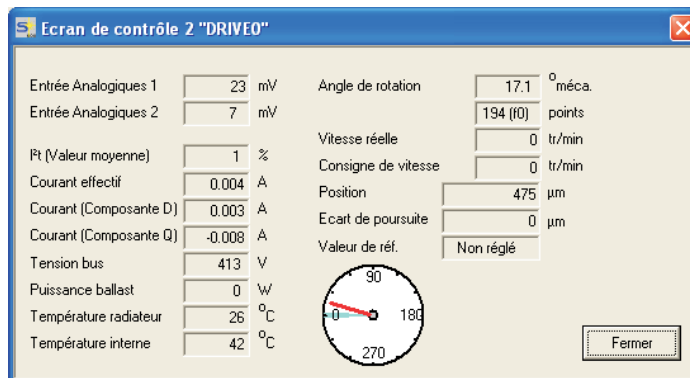 Ecran de contrôle 2 "DRIVE0"
Entrée Analogiques 1 23 mV
Entrée Analogiques 2 7 mV
I²t (Valeur moyenne) 1 %
Courant effectif 0.004 A
Courant (Composante D) 0.003 A
Courant (Composante Q) -0.008 A
Tension bus 413 V
Puissance ballast 0 W
Température radiateur 26 °C
Température interne 42 °C
Angle de rotation 17.1 °méca.
194 (f0) points
Vitesse réelle 0 tr/min
Consigne de vitesse 0 tr/min
Position 475 µm
Ecart de poursuite 0 µm
Valeur de réf. Non réglé
90
0 180
270
Fermer